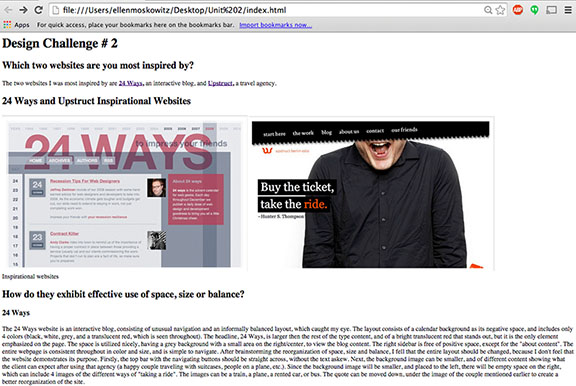 file:///Users/ellenmoskowitz/Desktop/Unit%202/index.html
Apps For quick access, place your bookmarks here on the bookmarks bar. Import bookmarks now...
Design Challenge # 2
Which two websites are you most inspired by?
The two websites I was most inspired by are 24 Ways, an interactive blog, and Upstruct, a travel agency.
24 Ways and Upstruct Inspirational Websites
2005 2006 2007 2008 2009
24 WAYS
to impress your friends
HOME ARCHIVES AUTHORS RSS
24 Recession Tips For Web Designers
About 24 ways
23 Contract Killer
start here the work blog about us contact our friends
Buy the ticket,
take the ride.
- Hunter S. Thompson
Inspirational websites
How do they exhibit effective use of space, size or balance?
24 Ways
The 24 Ways website is an interactive blog, consisting of unusual navigation and an informally balanced layout, which caught my eye. The layout consists of a calendar background as its negative space, and includes only
4 colors (black, white, grey, and a translucent red, which is seen throughout). The headline, 24 Ways, is larger then the rest of the type content, and of a bright translucent red that stands out, but it is the only element
emphasized on the page. The space is utilized nicely, having a grey background with a small area on the right/center, to view the blog content. The right sidebar is free of positive space, except for the "about 24 ways" content. The
entire webpage is consistent throughout in color and size, and is simple to navigate. After brainstorming the reorganization of space, size and balance, I fell that the entire layout should be changed, because I don't feel that
the website demonstrates its purpose. Firstly, the top bar with the navigating buttons should be straight across, without the text askew. Next, the background image can be smaller, and of different content showing what
the client can expect after using that agency (a happy couple traveling with suitcases, people on a plane, etc.). Since the background image will be smaller, and placed to the left, there will be empty space on the right,
which can include 4 images of the different ways of "taking a ride". The images can be a train, a plane, a rented car, or bus. The quote can be moved down, under the image of the couple mentioned earlier to create a
better reorganization of the site.